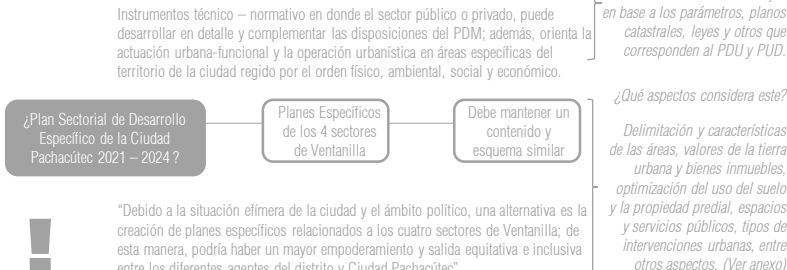 Instrumentos técnico – normativo en donde el sector público o privado, puede
desarrollar en detalle y complementar las disposiciones del PDM; además, orienta la
actuación urbana-funcional y la operación urbanística en áreas específicas del
territorio de la ciudad regido por el orden físico, ambiental, social y económico.
en base a los parámetros, planos
catastrales, leyes y otros que
corresponden al PDU y PUD.
¿Plan Sectorial de Desarrollo
Específico de la Ciudad
Pachacútec 2021 – 2024 ?
Planes Específicos
de los 4 sectores
de Ventanilla
Debe mantener un
contenido y
esquema similar
¿Qué aspectos considera este?
Delimitación y características
de las áreas, valores de la tierra
urbana y bienes inmuebles,
optimización del uso del suelo
y la propiedad predial, espacios
y servicios públicos, tipos de
intervenciones urbanas, entre
otros aspectos. (Ver anexo)
!
“Debido a la situación efímera de la ciudad y el ámbito político, una alternativa es la
creación de planes específicos relacionados a los cuatro sectores de Ventanilla; de
esta manera, podría haber un mayor empoderamiento y salida equitativa e inclusiva
entre los diferentes agentes del distrito y Ciudad Pachacútec”